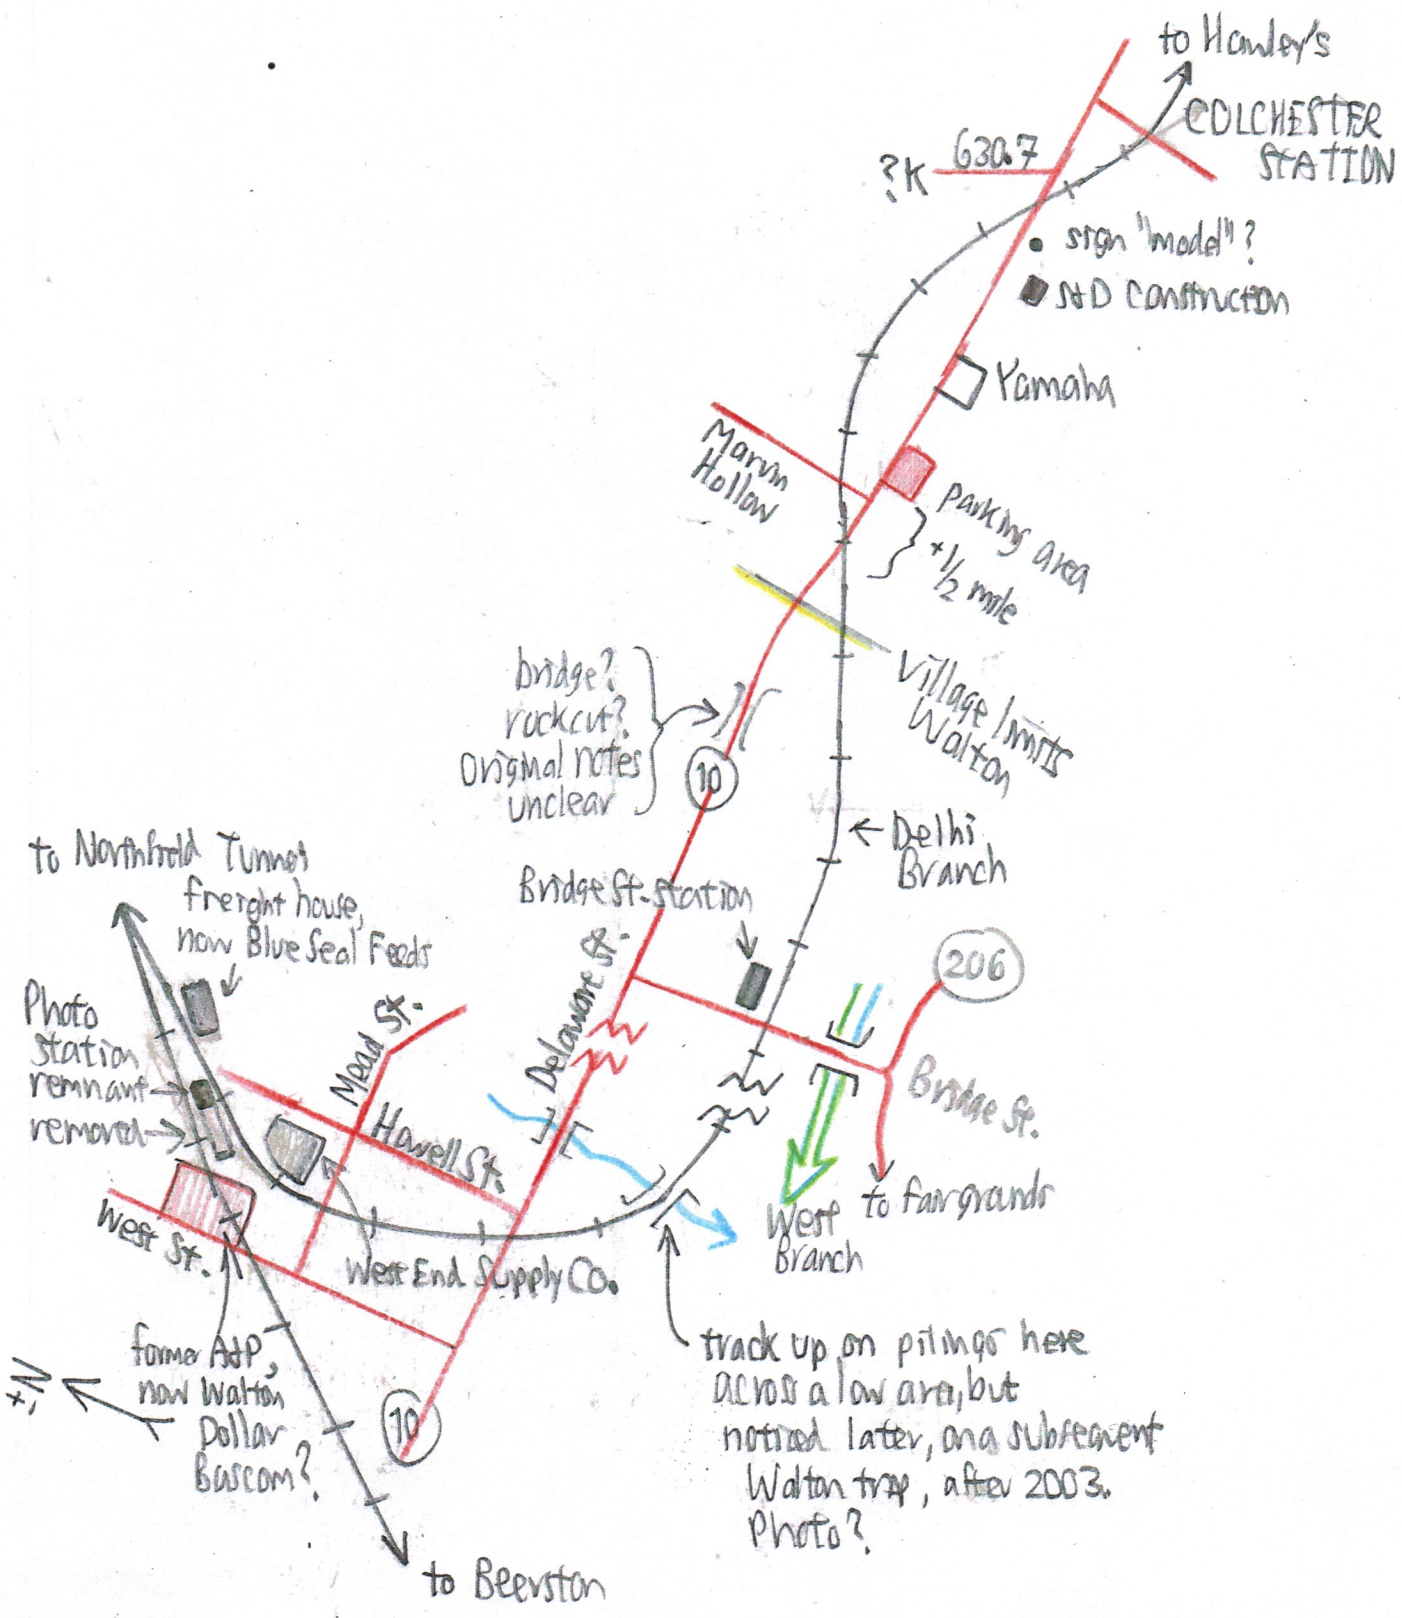 to Hawley's
COLCHESTER
STATION
630.7
?K
sign "model"?
S&D Construction
Yamaha
Marvin
Hollow
parking area
+1/2 mile
Village limits
Walton
bridge?
rockcut?
Original notes
unclear
10
← Delhi
Branch
Bridge St. station
to Northfield Tunnel
freight house,
now Blue Seal Feeds
Photo
station
remnant
removed
Mead St.
Delaware St.
206
Howell St.
Bridge St.
to fairgrounds
West
Branch
West St.
West End Supply Co.
former A&P,
now Walton
Dollar
Bascom?
±N
10
track up on pilings here
across a low area, but
noticed later, on a subsequent
Walton trip, after 2003.
Photo?
to Beerston